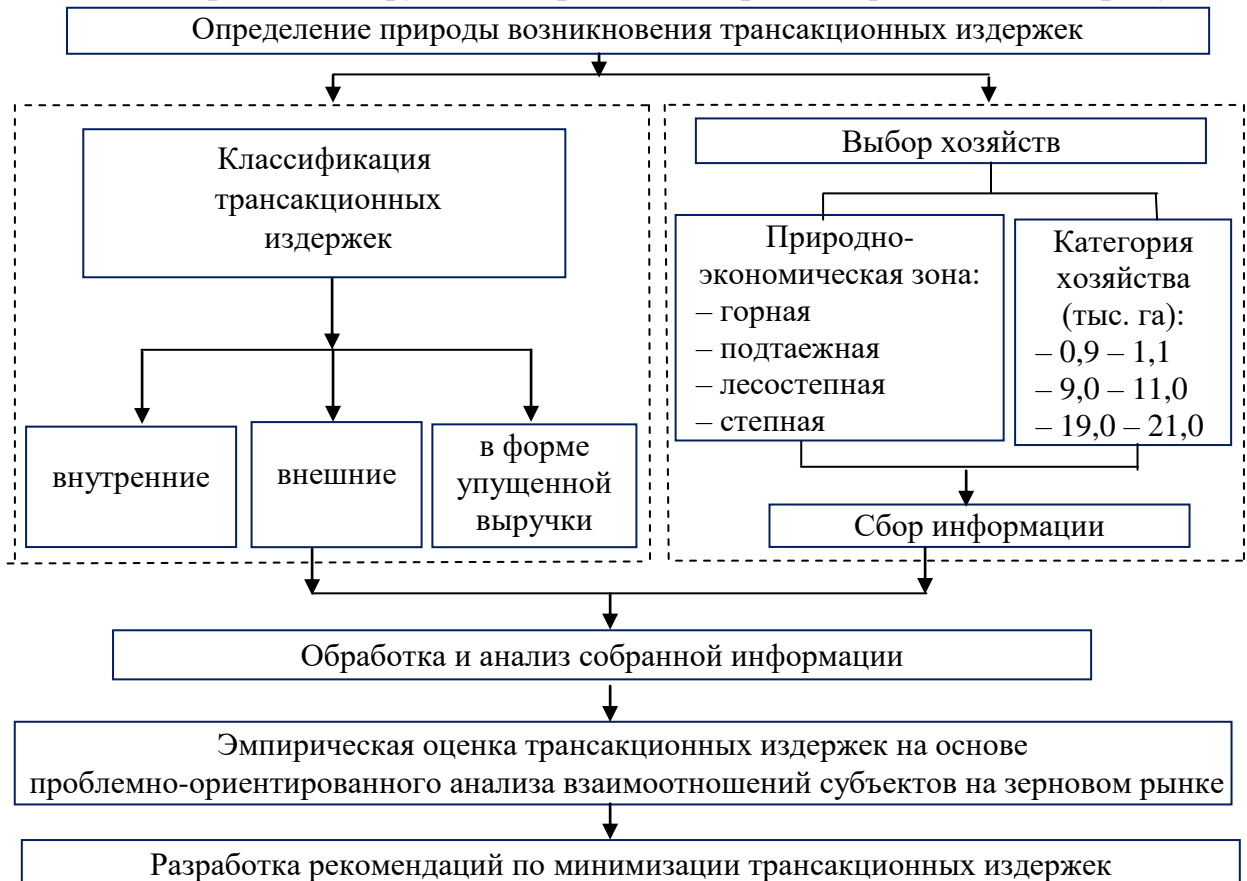 Определение природы возникновения трансакционных издержек
Классификация
трансакционных
издержек
внутренние
внешние
в форме
упущенной
выручки
Выбор хозяйств
Природно-
экономическая зона:
– горная
– подтаежная
– лесостепная
– степная
Категория
хозяйства
(тыс. га):
– 0,9 – 1,1
– 9,0 – 11,0
– 19,0 – 21,0
Сбор информации
Обработка и анализ собранной информации
Эмпирическая оценка трансакционных издержек на основе
проблемно-ориентированного анализа взаимоотношений субъектов на зерновом рынке
Разработка рекомендаций по минимизации трансакционных издержек